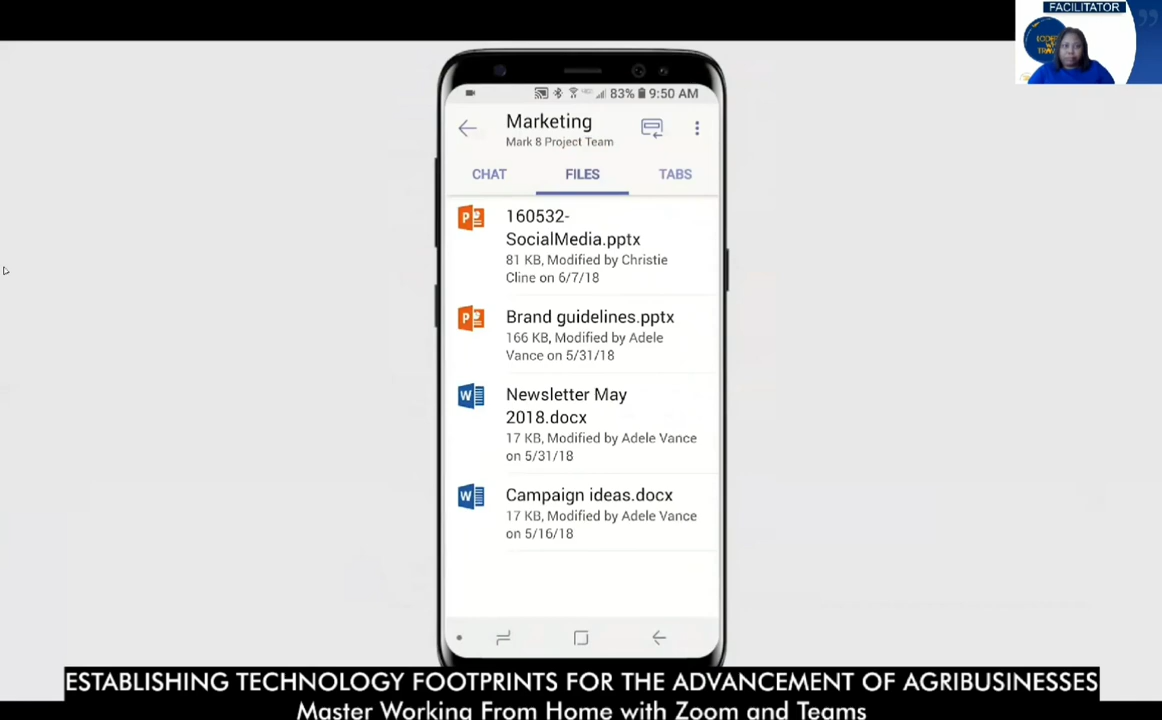 FACILITATOR
83% 9:50 AM
Marketing
Mark 8 Project Team
CHAT FILES TABS
160532-
SocialMedia.pptx
81 KB, Modified by Christie
Cline on 6/7/18
Brand guidelines.pptx
166 KB, Modified by Adele
Vance on 5/31/18
Newsletter May
2018.docx
17 KB, Modified by Adele Vance
on 5/31/18
Campaign ideas.docx
17 KB, Modified by Adele Vance
on 5/16/18
ESTABLISHING TECHNOLOGY FOOTPRINTS FOR THE ADVANCEMENT OF AGRIBUSINESSES
Master Working From Home with Zoom and Teams